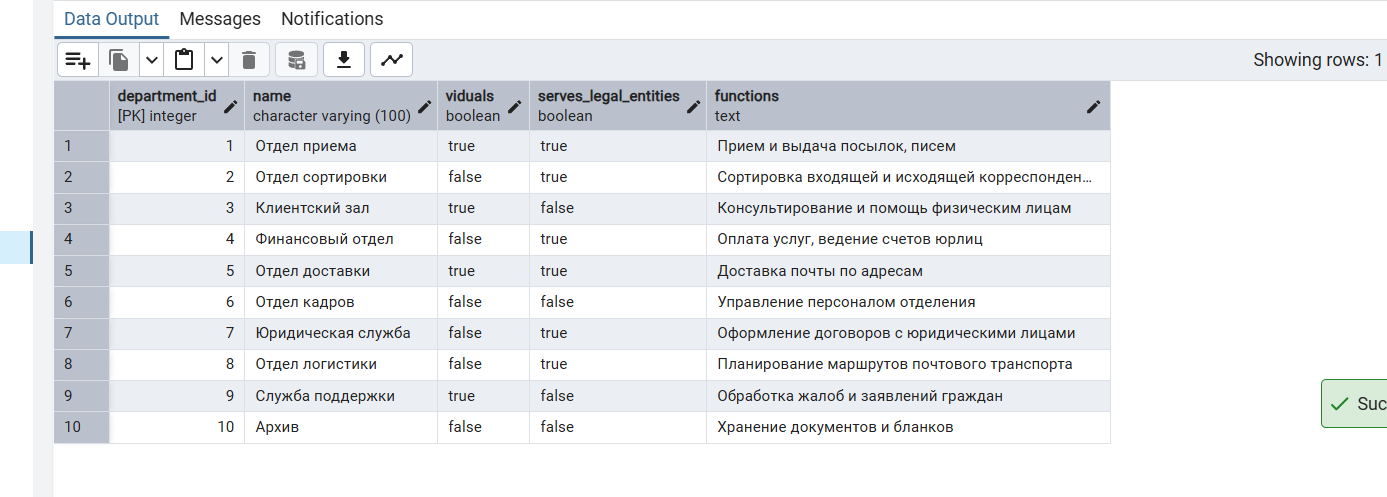 Data Output Messages Notifications
Showing rows: 1
department_id name viduals serves_legal_entities functions
[PK] integer character varying (100) boolean boolean text
1 1 Отдел приема true true Прием и выдача посылок, писем
2 2 Отдел сортировки false true Сортировка входящей и исходящей корреспонден...
3 3 Клиентский зал true false Консультирование и помощь физическим лицам
4 4 Финансовый отдел false true Оплата услуг, ведение счетов юрлиц
5 5 Отдел доставки true true Доставка почты по адресам
6 6 Отдел кадров false false Управление персоналом отделения
7 7 Юридическая служба false true Оформление договоров с юридическими лицами
8 8 Отдел логистики false true Планирование маршрутов почтового транспорта
9 9 Служба поддержки true false Обработка жалоб и заявлений граждан
Suc
10 10 Архив false false Хранение документов и бланков